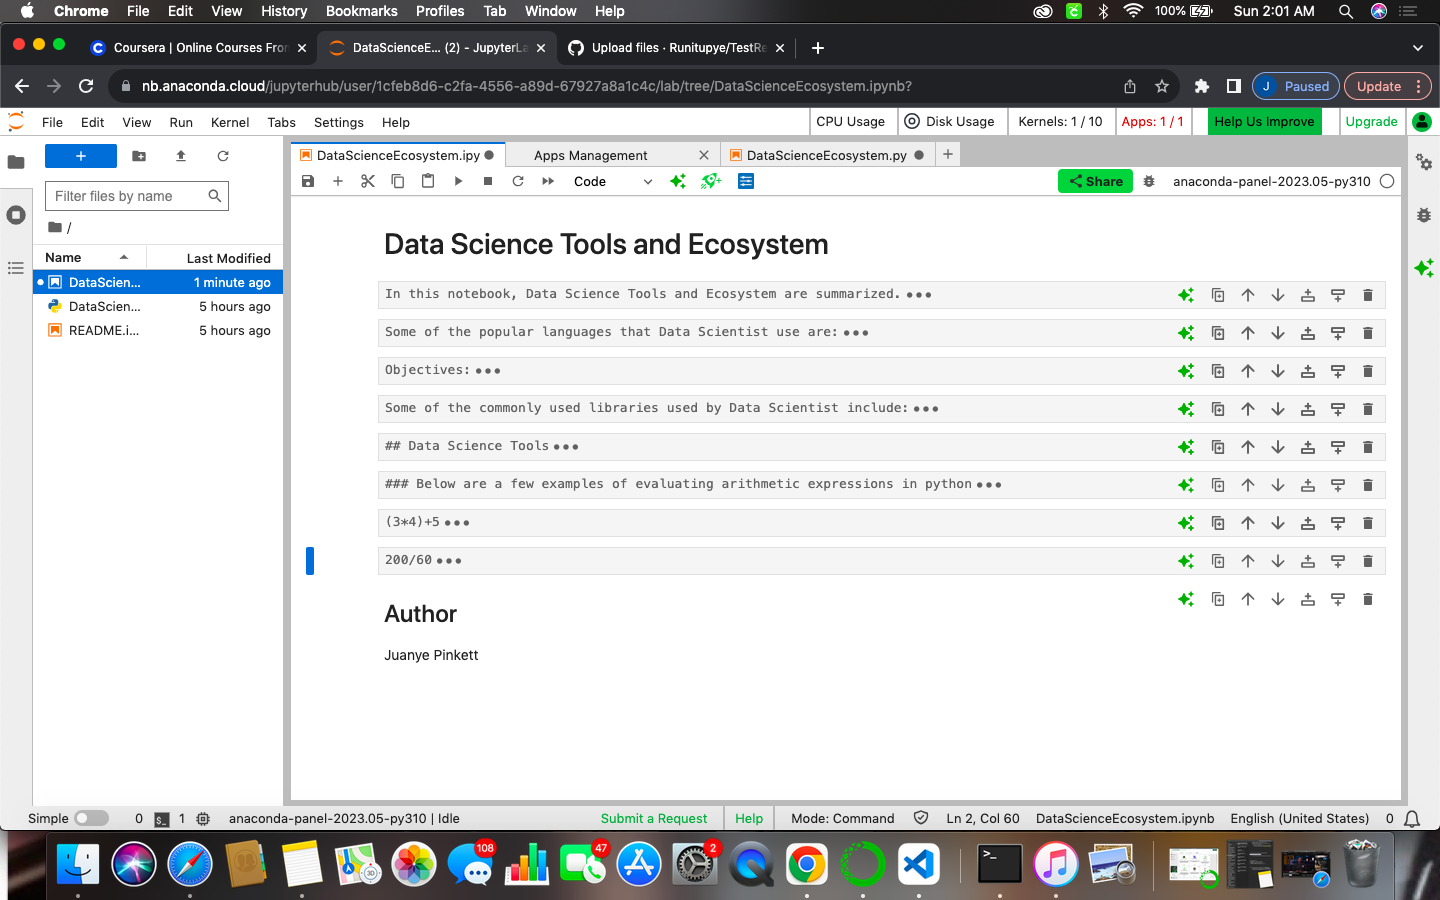 Chrome File Edit View History Bookmarks Profiles Tab Window Help 100% Sun 2:01 AM
Coursera | Online Courses Fron DataScienceE... (2) - JupyterLa Upload files · Runitupye/TestRe
nb.anaconda.cloud/jupyterhub/user/1cfeb8d6-c2fa-4556-a89d-67927a8a1c4c/lab/tree/DataScienceEcosystem.ipynb? J Paused Update
File Edit View Run Kernel Tabs Settings Help CPU Usage Disk Usage Kernels: 1 / 10 Apps: 1 / 1 Help Us Improve Upgrade
DataScienceEcosystem.ipy Apps Management DataScienceEcosystem.py
Code Share anaconda-panel-2023.05-py310
Filter files by name
/
Name Last Modified
DataScien... 1 minute ago
DataScien... 5 hours ago
README.i... 5 hours ago
Data Science Tools and Ecosystem
In this notebook, Data Science Tools and Ecosystem are summarized. •••
Some of the popular languages that Data Scientist use are: •••
Objectives: •••
Some of the commonly used libraries used by Data Scientist include: •••
## Data Science Tools •••
### Below are a few examples of evaluating arithmetic expressions in python •••
(3*4)+5 •••
200/60 •••
Author
Juanye Pinkett
Simple 0 $_ 1 anaconda-panel-2023.05-py310 | Idle Submit a Request Help Mode: Command Ln 2, Col 60 DataScienceEcosystem.ipynb English (United States) 0
108 47 2
30